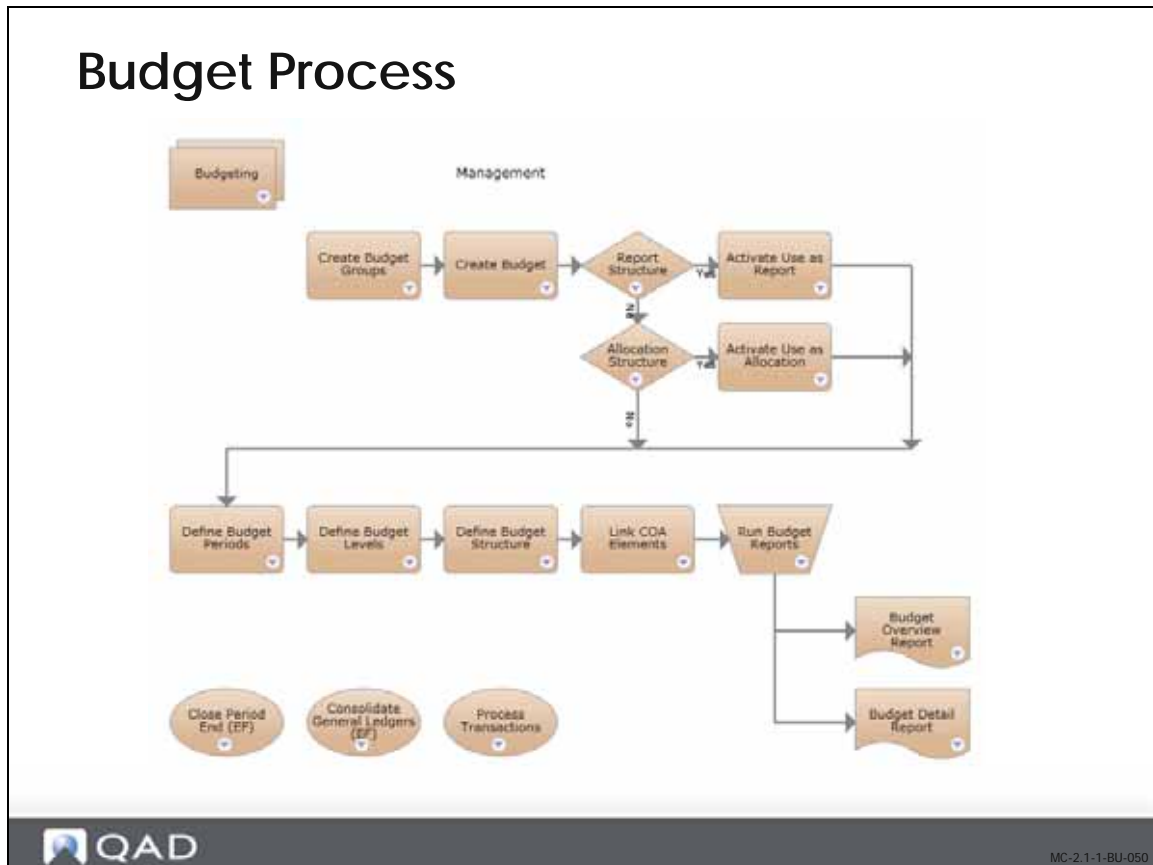 Budget Process
Budgeting
Management
Create Budget
Groups
Create Budget
Report
Structure
Yes
Activate Use as
Report
No
Allocation
Structure
Yes
Activate Use as
Allocation
No
Define Budget
Periods
Define Budget
Levels
Define Budget
Structure
Link COA
Elements
Run Budget
Reports
Budget
Overview
Report
Close Period
End (EF)
Consolidate
General Ledgers
(EF)
Process
Transactions
Budget Detail
Report
QAD
MC-2.1-1-BU-050